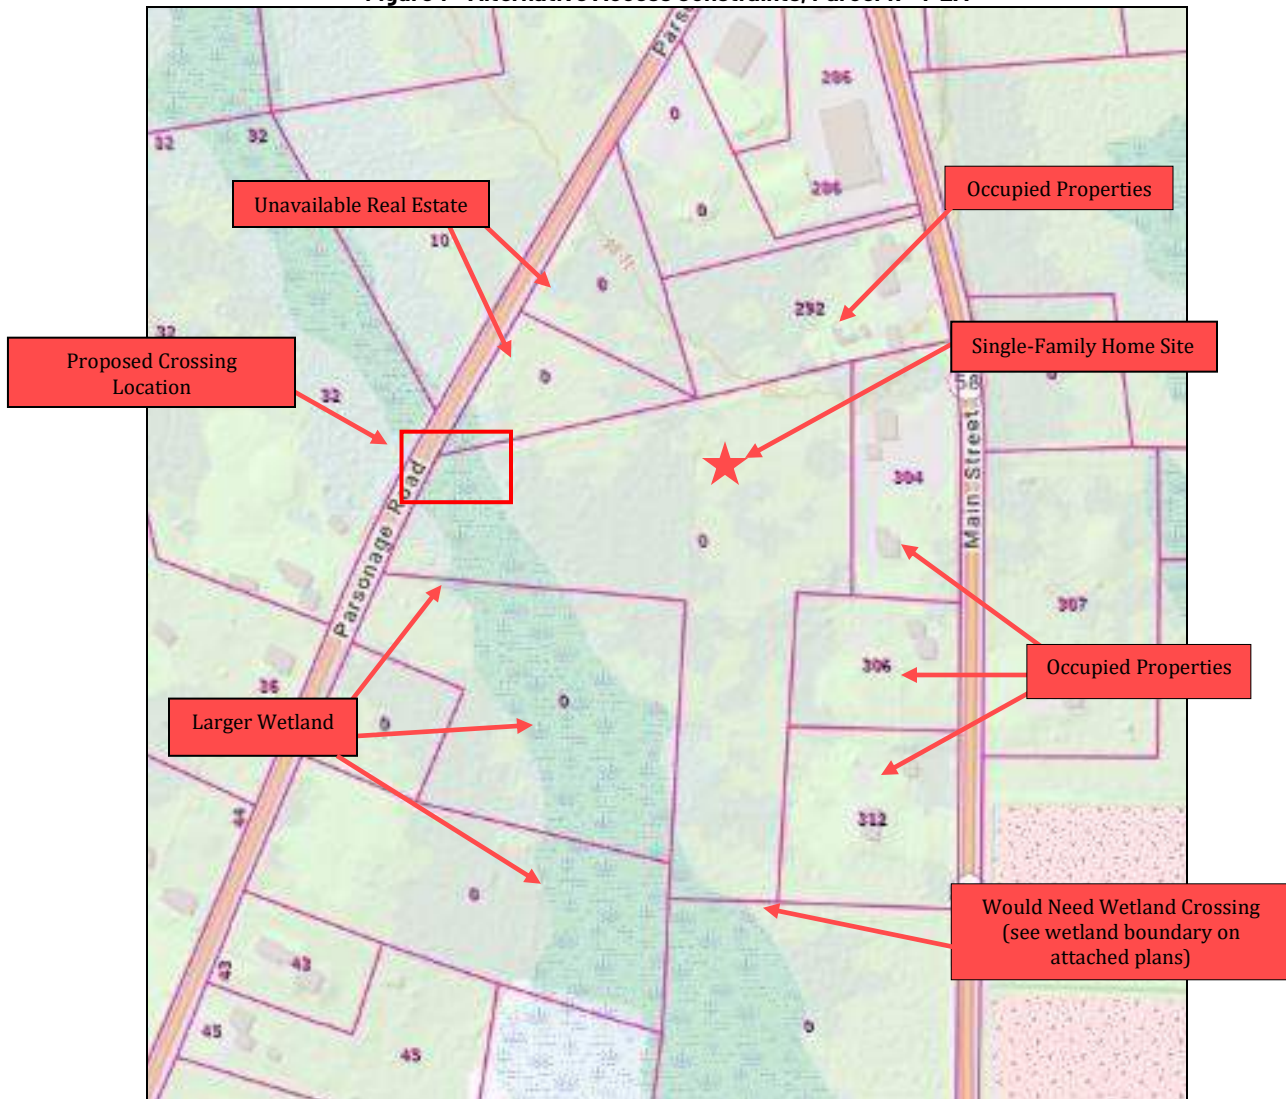 Parso
286
0
32
32
286
Occupied Properties
Unavailable Real Estate
0
10
0
292
32
Single-Family Home Site
Proposed Crossing
Location
0
0
58
32
Main Street
304
Parsonage Road
0
307
306
Occupied Properties
36
0
Larger Wetland
0
312
44
0
Would Need Wetland Crossing
(see wetland boundary on
attached plans)
43
43
0
45
45